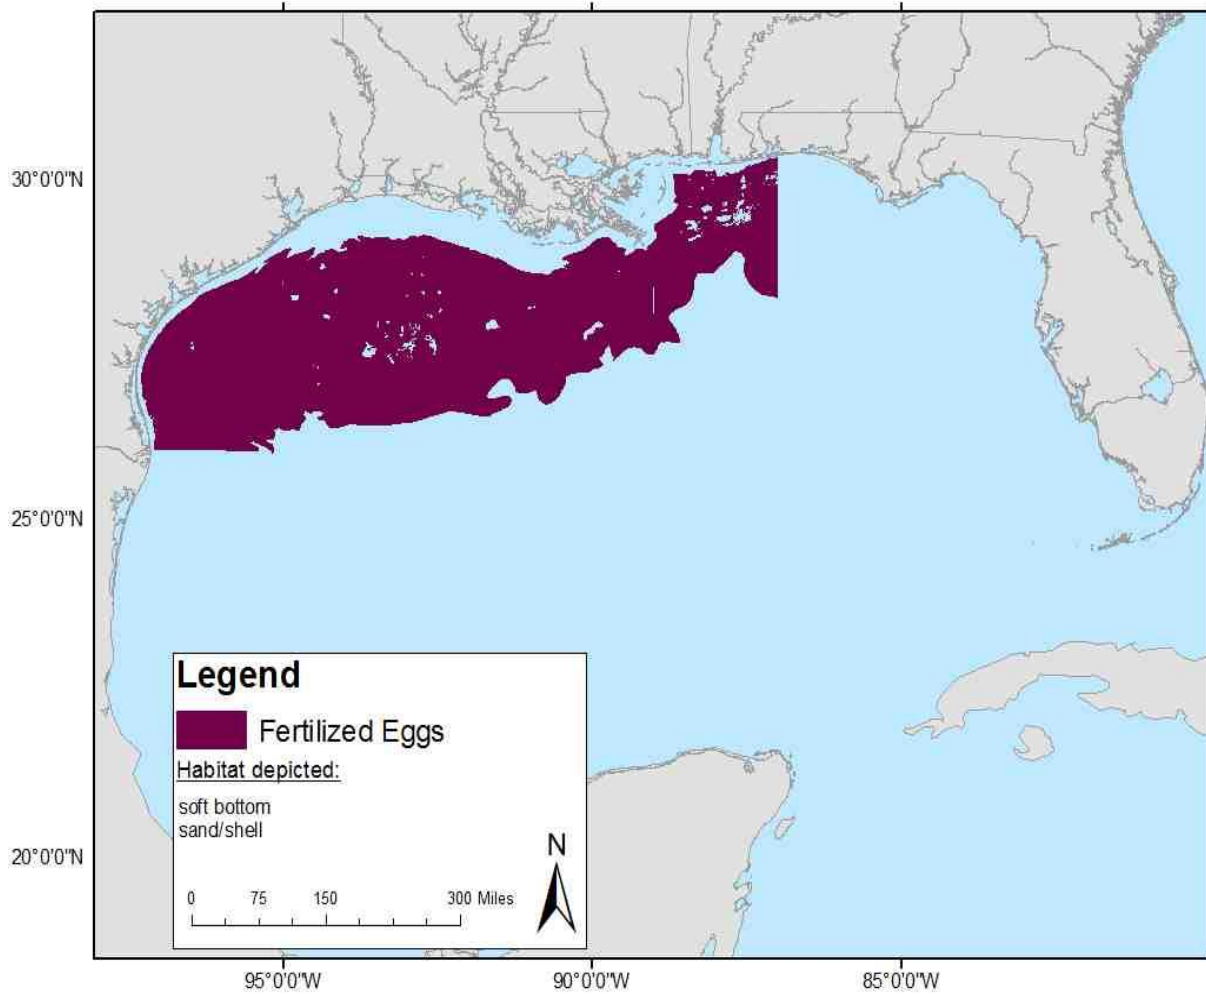 30°0'0"N
25°0'0"N
Legend
Fertilized Eggs
Habitat depicted:
soft bottom
sand/shell
N
20°0'0"N
0 75 150 300 Miles
95°0'0"W 90°0'0"W 85°0'0"W